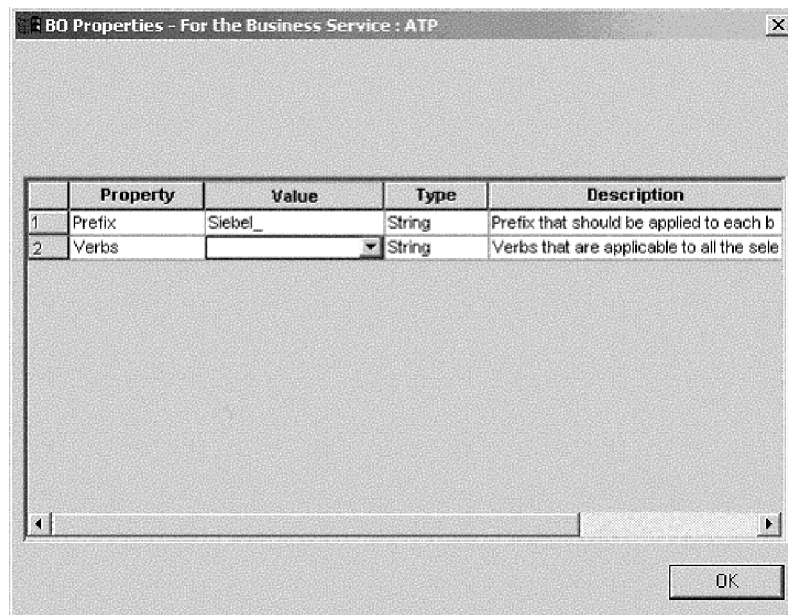 BO Properties - For the Business Service : ATP
Property Value Type Description
1 Prefix Siebel_ String Prefix that should be applied to each b
2 Verbs String Verbs that are applicable to all the sele
OK